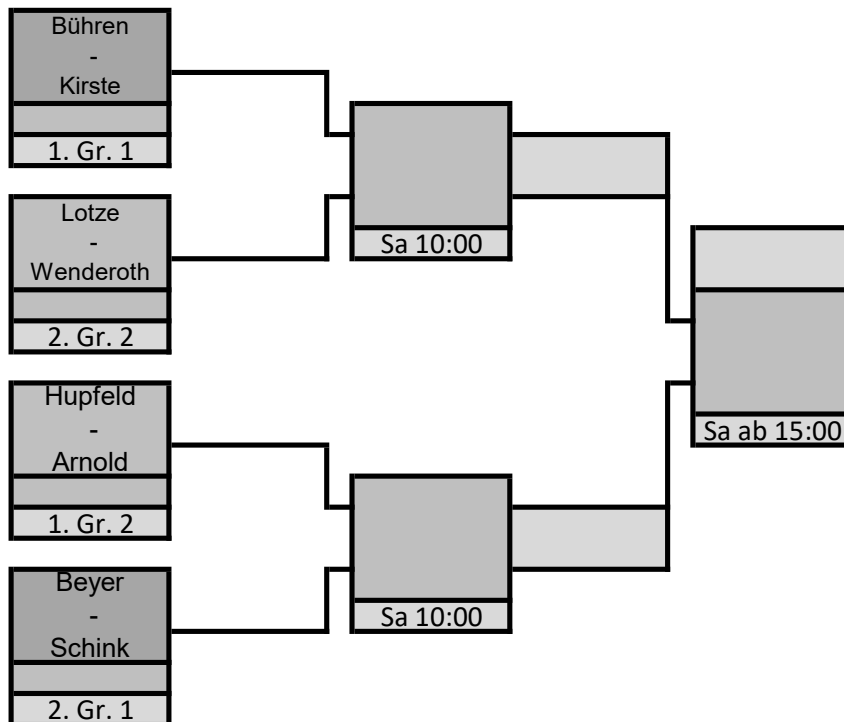 Bühren
-
Kirste
1. Gr. 1
Lotze
-
Wenderoth
2. Gr. 2
Hupfeld
-
Arnold
1. Gr. 2
Beyer
-
Schink
2. Gr. 1
Sa 10:00
Sa 10:00
Sa ab 15:00